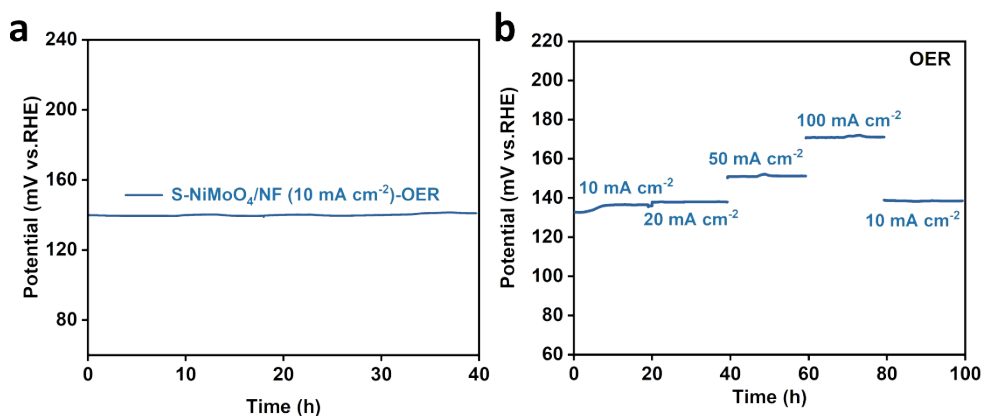 a
240
200
160
120
80
Potential (mV vs.RHE)
S-NiMoO₄/NF (10 mA cm⁻²)-OER
0
10
20
30
40
Time (h)
b
220
200
180
160
140
120
100
80
60
Potential (mV vs.RHE)
OER
100 mA cm⁻²
50 mA cm⁻²
10 mA cm⁻²
20 mA cm⁻²
10 mA cm⁻²
0
20
40
60
80
100
Time (h)